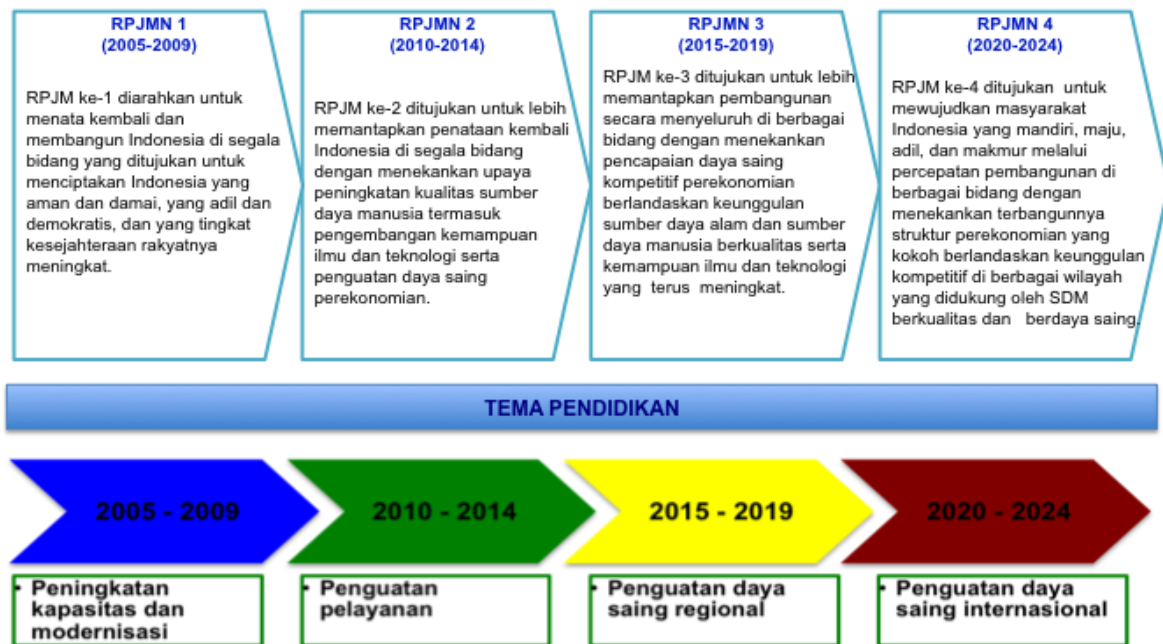 RPJMN 1
(2005-2009)
RPJM ke-1 diarahkan untuk
menata kembali dan
membangun Indonesia di segala
bidang yang ditujukan untuk
menciptakan Indonesia yang
aman dan damai, yang adil dan
demokratis, dan yang tingkat
kesejahteraan rakyatnya
meningkat.
RPJMN 2
(2010-2014)
RPJM ke-2 ditujukan untuk lebih
memantapkan penataan kembali
Indonesia di segala bidang
dengan menekankan upaya
peningkatan kualitas sumber
daya manusia termasuk
pengembangan kemampuan
ilmu dan teknologi serta
penguatan daya saing
perekonomian.
RPJMN 3
(2015-2019)
RPJM ke-3 ditujukan untuk lebih
memantapkan pembangunan
secara menyeluruh di berbagai
bidang dengan menekankan
pencapaian daya saing
kompetitif perekonomian
berlandaskan keunggulan
sumber daya alam dan sumber
daya manusia berkualitas serta
kemampuan ilmu dan teknologi
yang terus meningkat.
RPJMN 4
(2020-2024)
RPJM ke-4 ditujukan untuk
mewujudkan masyarakat
Indonesia yang mandiri, maju,
adil, dan makmur melalui
percepatan pembangunan di
berbagai bidang dengan
menekankan terbangunnya
struktur perekonomian yang
kokoh berlandaskan keunggulan
kompetitif di berbagai wilayah
yang didukung oleh SDM
berkualitas dan berdaya saing.
TEMA PENDIDIKAN
2005 - 2009
2010 - 2014
2015 - 2019
2020 - 2024
• Peningkatan
kapasitas dan
modernisasi
• Penguatan
pelayanan
• Penguatan daya
saing regional
• Penguatan daya
saing internasional